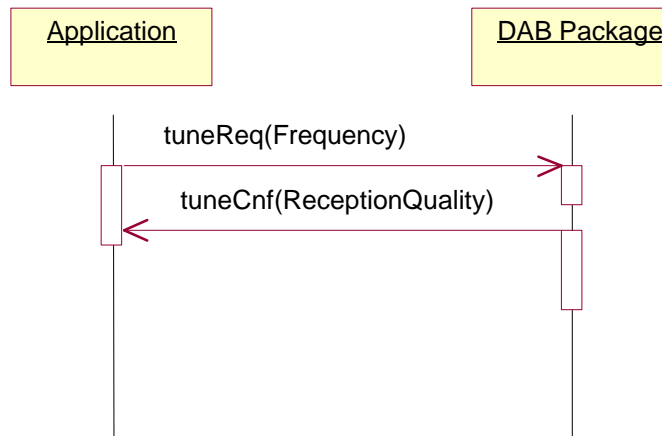 Application
DAB Package
tuneReq(Frequency)
tuneCnf(ReceptionQuality)